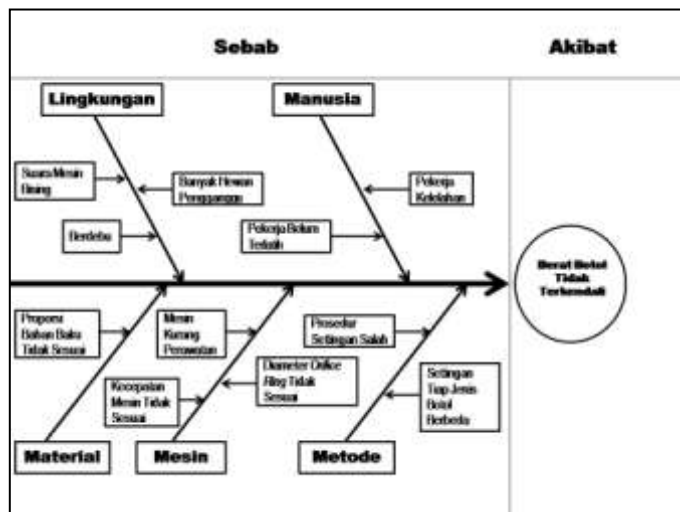 Sebab
Akibat
Lingkungan
Manusia
Suara Mesin
Bising
Banyak Hewan
Pengganggu
Pekerja
Kelelahan
Berdebu
Pekerja Belum
Terlatih
Berat Botol
Tidak
Terkendali
Proporsi
Bahan Baku
Tidak Sesuai
Mesin
Kurang
Perawatan
Prosedur
Setingan Salah
Kecepatan
Mesin Tidak
Sesuai
Diameter Orifice
Ring Tidak
Sesuai
Setingan
Tiap Jenis
Botol
Berbeda
Material
Mesin
Metode